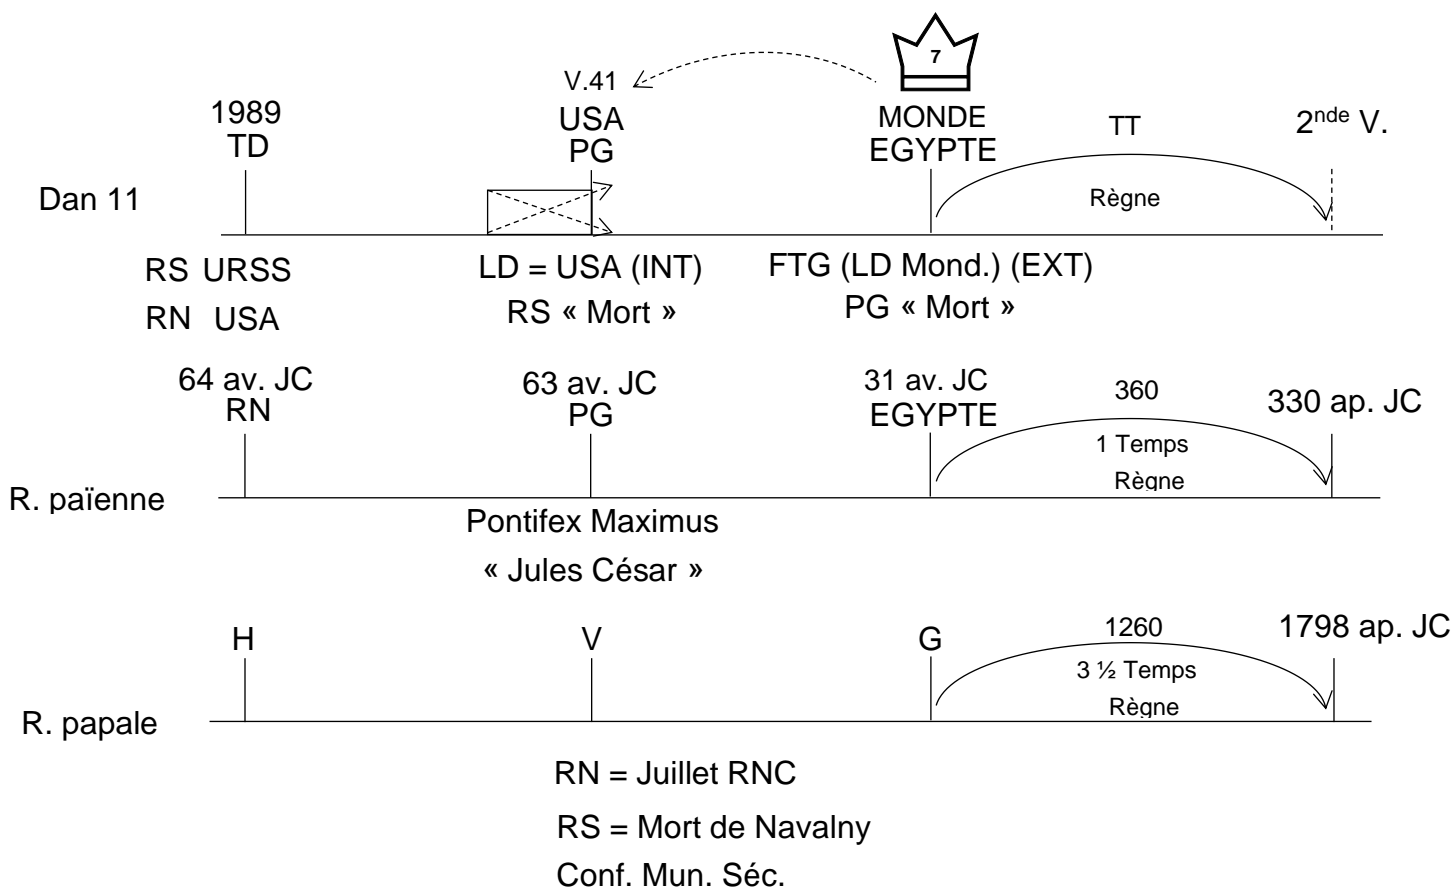 7
V.41
1989
USA
MONDE
TT
2nde V.
TD
PG
EGYPTE
Dan 11
Règne
RS URSS
LD = USA (INT)
FTG (LD Mond.) (EXT)
RN USA
RS « Mort »
PG « Mort »
64 av. JC
63 av. JC
31 av. JC
360
330 ap. JC
RN
PG
EGYPTE
1 Temps
Règne
R. païenne
Pontifex Maximus
« Jules César »
H
V
G
1260
1798 ap. JC
3 ½ Temps
Règne
R. papale
RN = Juillet RNC
RS = Mort de Navalny
Conf. Mun. Séc.